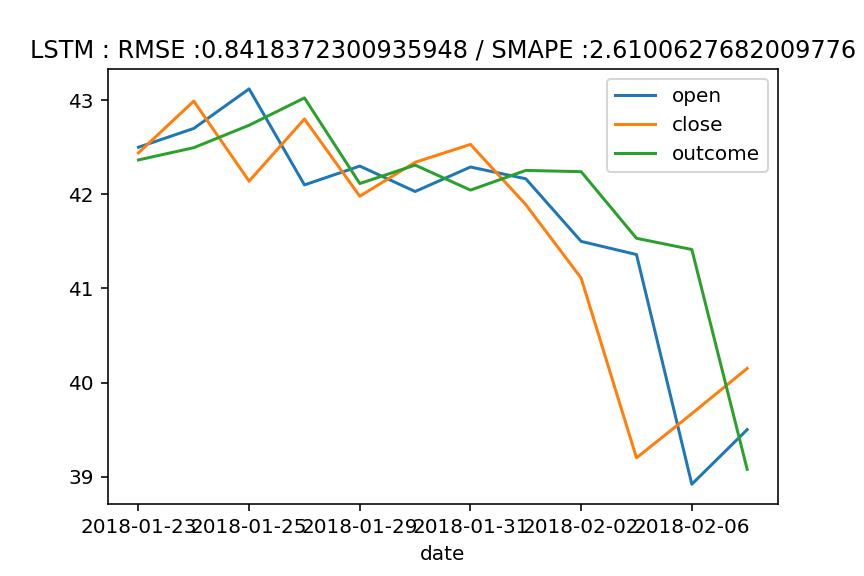 LSTM : RMSE :0.8418372300935948 / SMAPE :2.6100627682009776
open
close
outcome
43
42
41
40
39
2018-01-23 2018-01-25 2018-01-29 2018-01-31 2018-02-02 2018-02-06
date